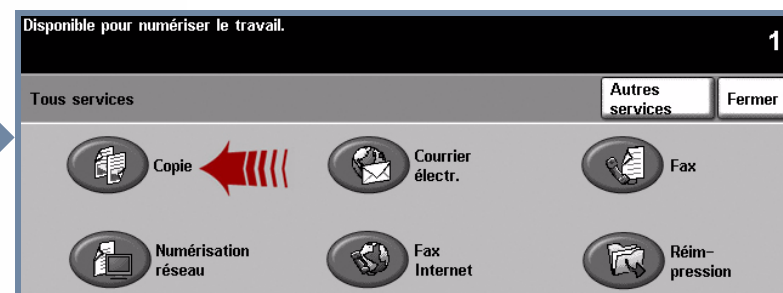 Disponible pour numériser le travail.
1
Tous services
Autres
services
Fermer
Copie
Courrier
électr.
Fax
Numérisation
réseau
Fax
Internet
Réim-
pression